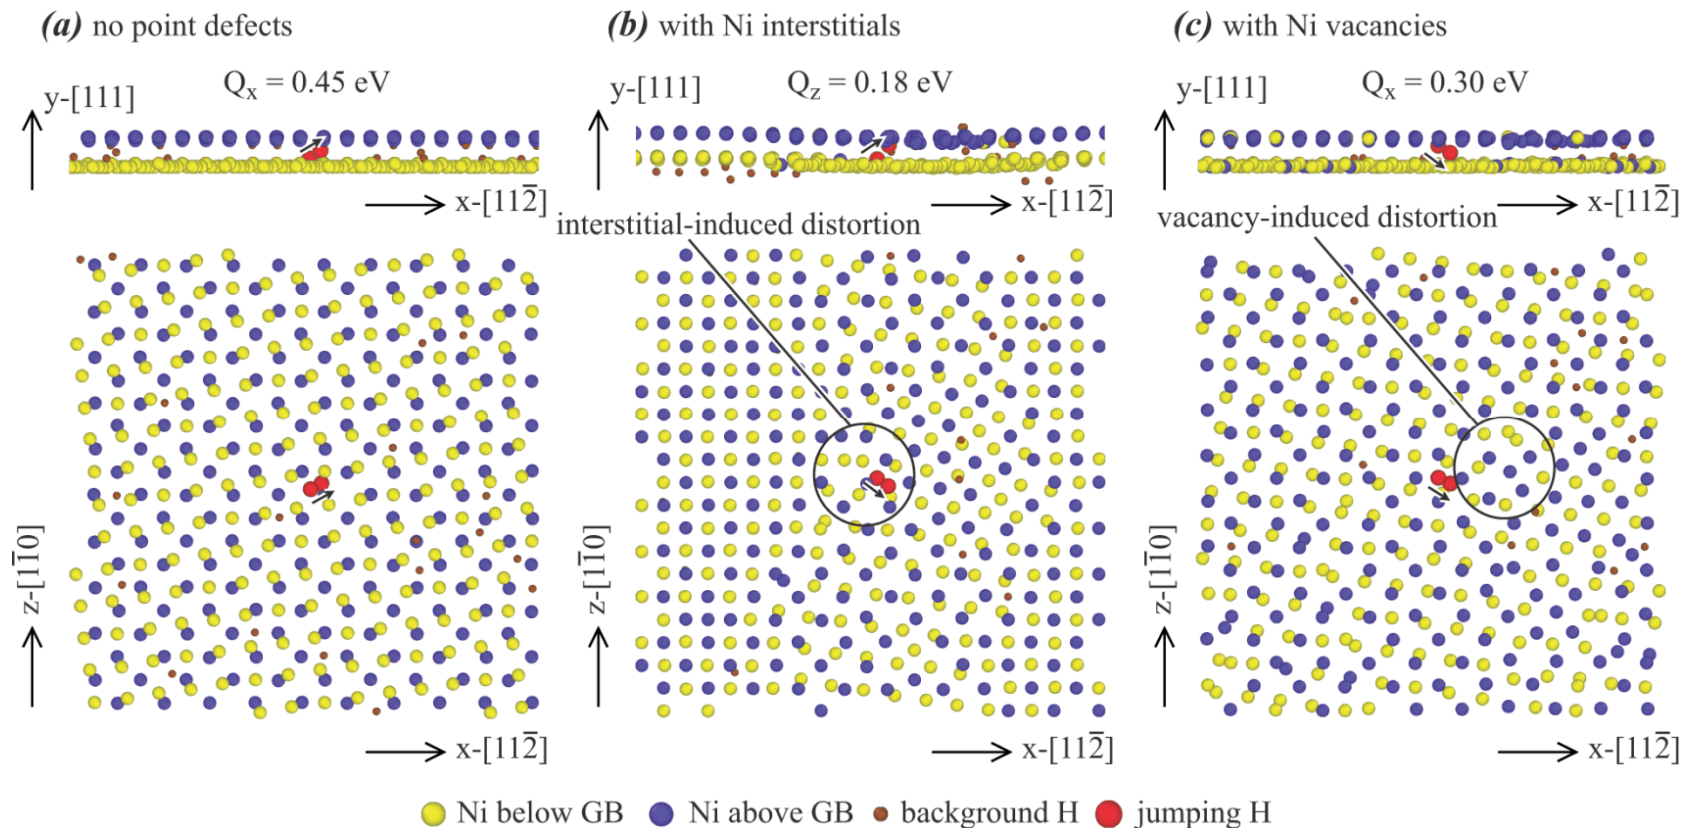 (a) no point defects
Qx = 0.45 eV
y-[111]
x-[112̅]
z-[11̅0]
x-[112̅]
(b) with Ni interstitials
Qz = 0.18 eV
y-[111]
x-[112̅]
interstitial-induced distortion
z-[11̅0]
x-[112̅]
(c) with Ni vacancies
Qx = 0.30 eV
y-[111]
x-[112̅]
vacancy-induced distortion
z-[11̅0]
x-[112̅]
Ni below GB Ni above GB background H jumping H